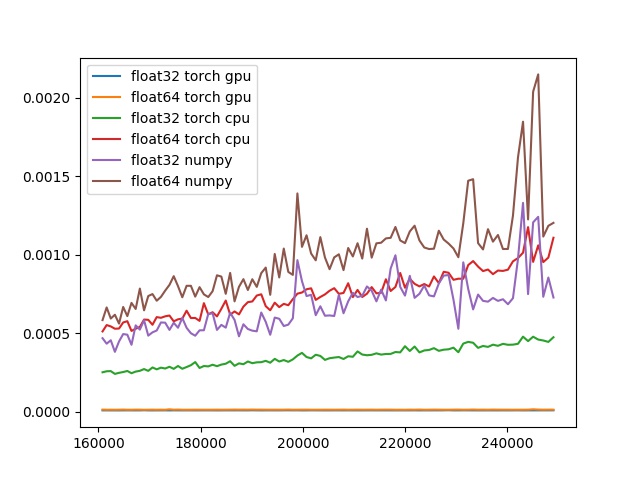 float32 torch gpu
float64 torch gpu
float32 torch cpu
float64 torch cpu
float32 numpy
float64 numpy
0.0020
0.0015
0.0010
0.0005
0.0000
160000 180000 200000 220000 240000